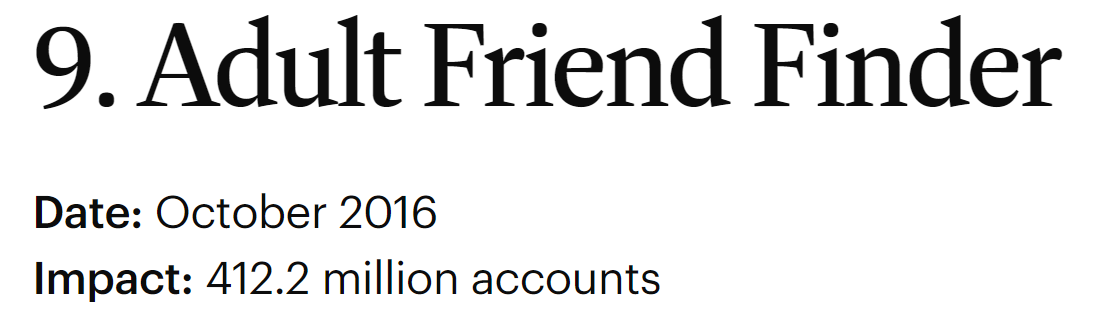 9. Adult Friend Finder
Date: October 2016
Impact: 412.2 million accounts